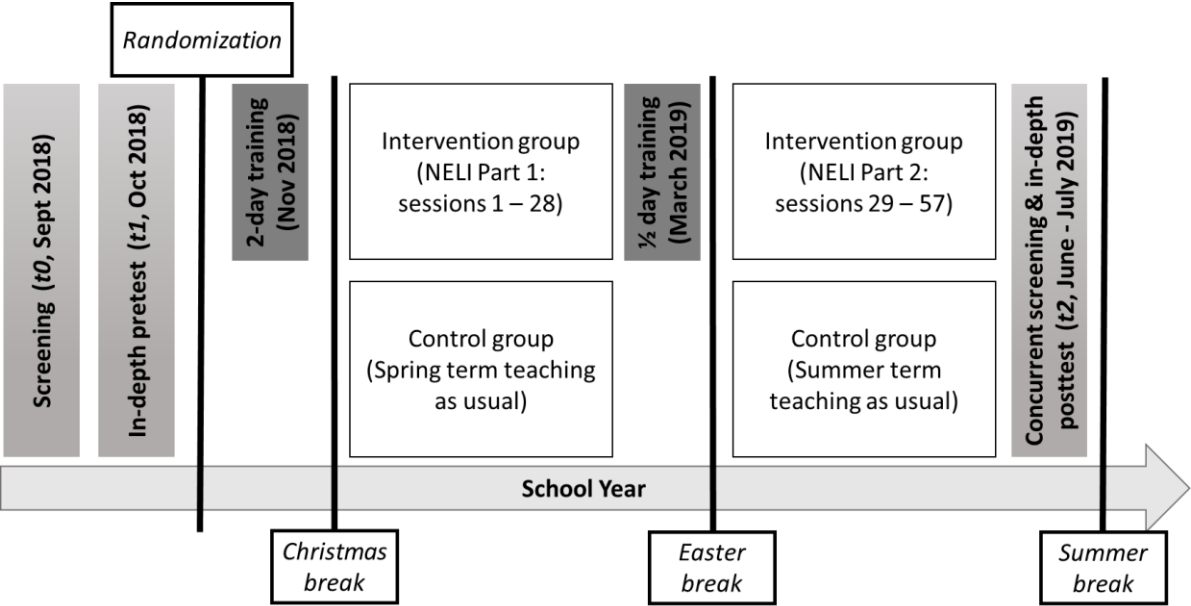 Randomization
Screening (t0, Sept 2018)
In-depth pretest (t1, Oct 2018)
2-day training
(Nov 2018)
Intervention group
(NELI Part 1:
sessions 1 – 28)
Control group
(Spring term teaching
as usual)
½ day training
(March 2019)
Intervention group
(NELI Part 2:
sessions 29 – 57)
Control group
(Summer term
teaching as usual)
Concurrent screening & in-depth
posttest (t2, June - July 2019)
School Year
Christmas
break
Easter
break
Summer
break